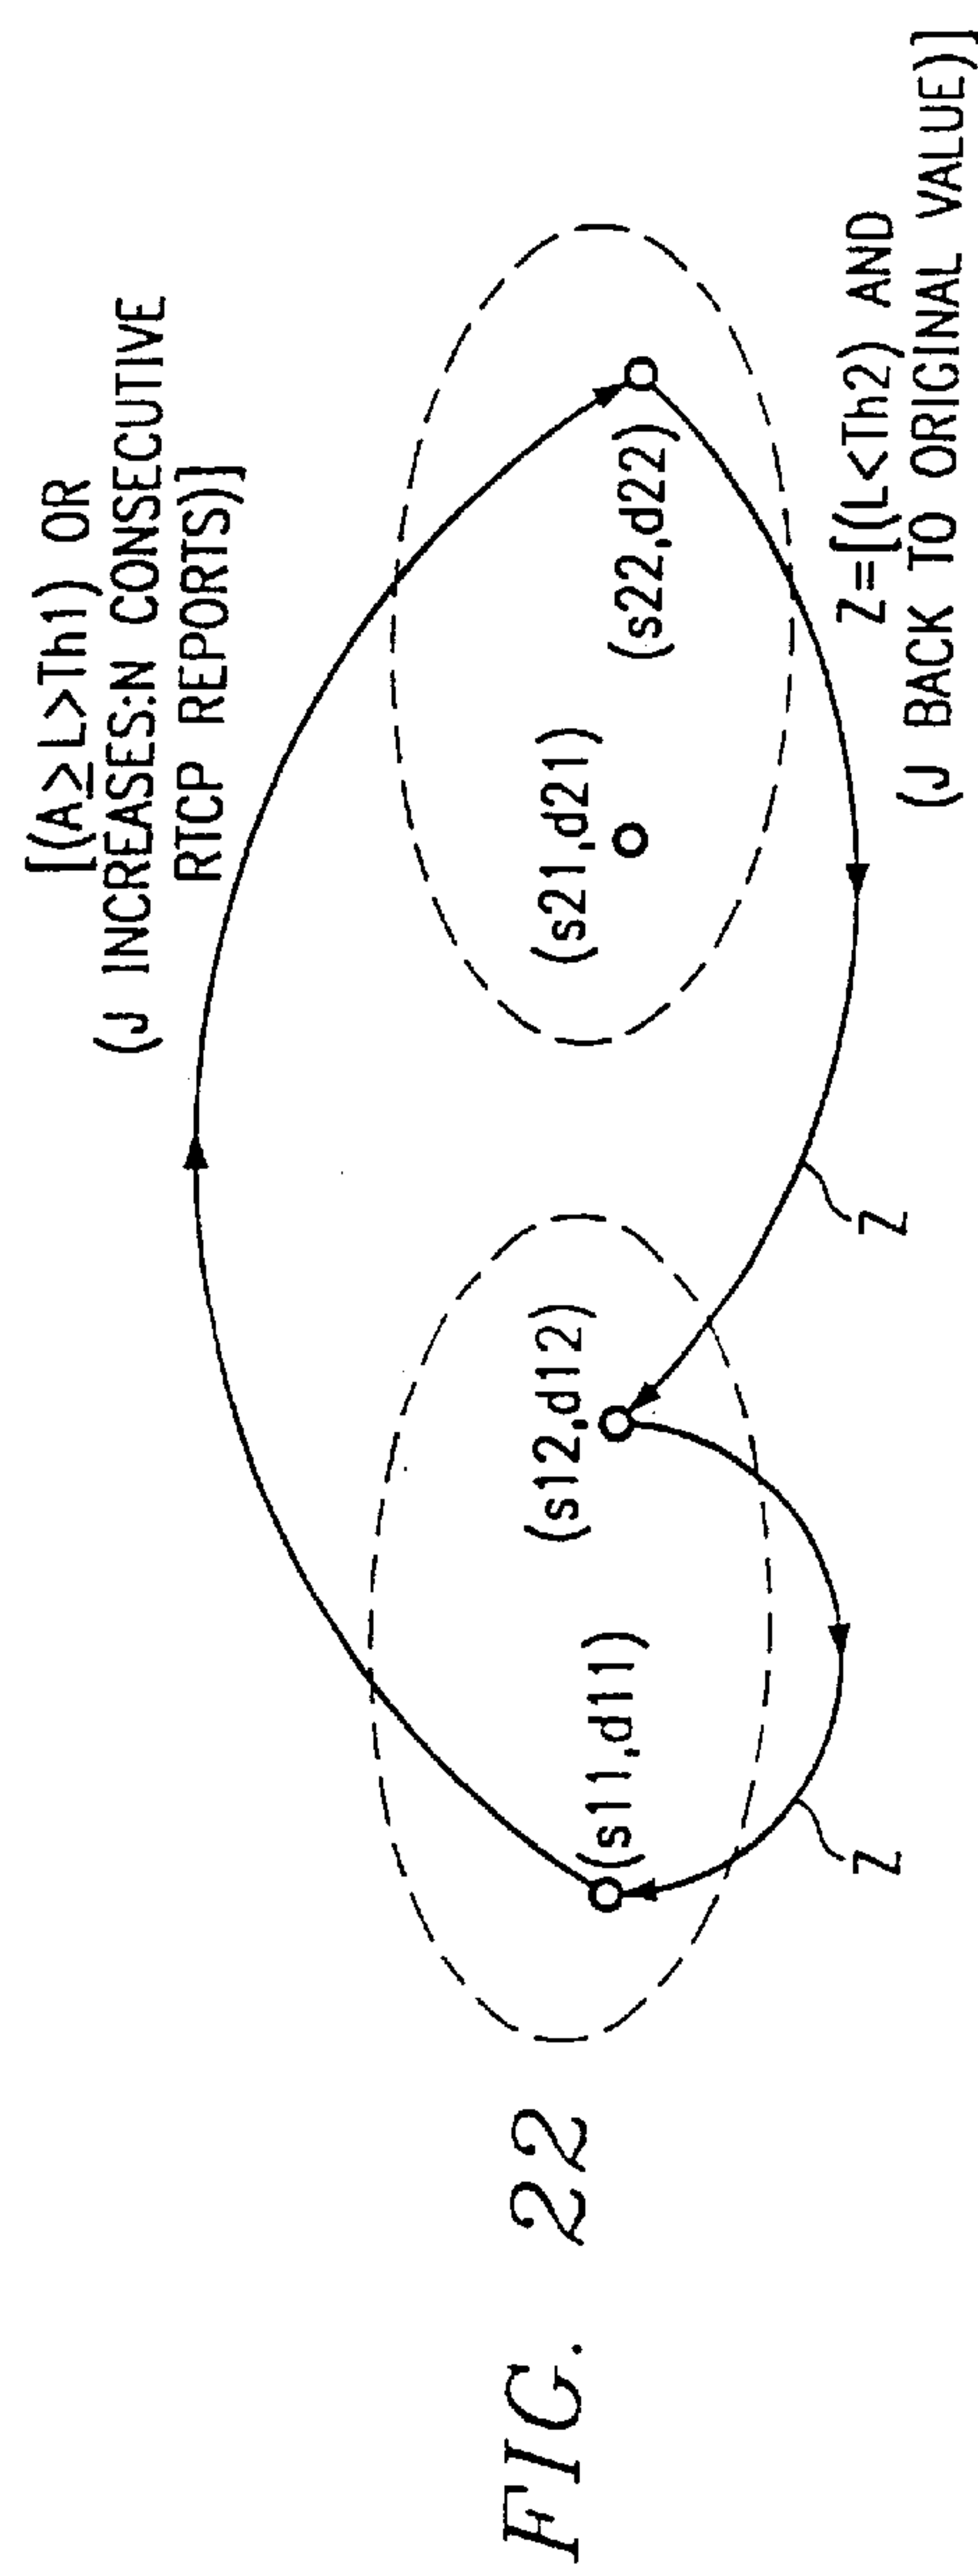 [(A≥L>Th1) OR
(J INCREASES:N CONSECUTIVE
RTCP REPORTS)]
(s11,d11)
(s12,d12)
(s21,d21)
(s22,d22)
Z
Z
Z=[(L<Th2) AND
(J BACK TO ORIGINAL VALUE)]
FIG. 22